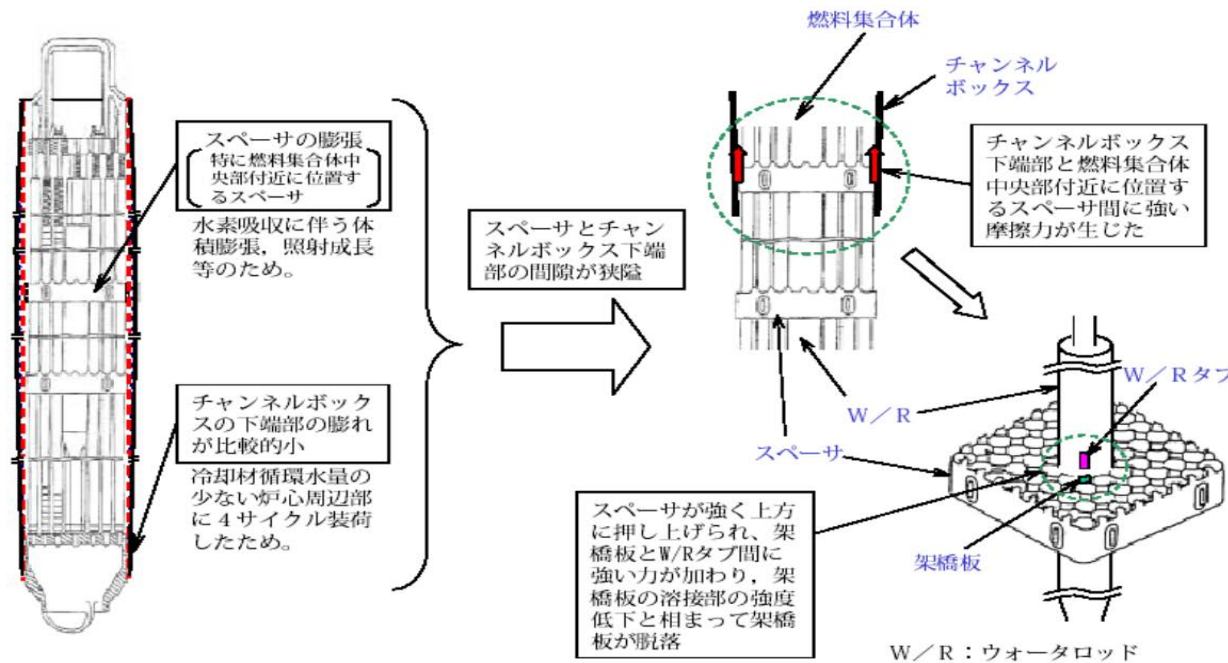 スペーサの膨張
特に燃料集合体中
央部付近に位置す
るスペーサ
水素吸収に伴う体
積膨張，照射成長
等のため。
チャンネルボック
スの下端部の膨れ
が比較的小
冷却材循環水量の
少ない炉心周辺部
に４サイクル装荷
したため。
スペーサとチャン
ネルボックス下端
部の間隙が狭隘
燃料集合体
チャンネル
ボックス
チャンネルボックス
下端部と燃料集合体
中央部付近に位置す
るスペーサ間に強い
摩擦力が生じた
W／R
スペーサ
W／Rタブ
架橋板
スペーサが強く上方
に押し上げられ、架
橋板とW/Rタブ間に
強い力が加わり，架
橋板の溶接部の強度
低下と相まって架橋
板が脱落
W／R：ウォータロッド